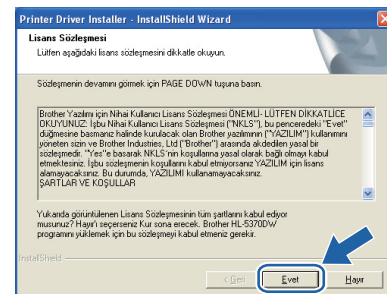 Printer Driver Installer - InstallShield Wizard
Lisans Sözleşmesi
Lütfen aşağıdaki lisans sözleşmesini dikkatle okuyun.
Sözleşmenin devamını görmek için PAGE DOWN tuşuna basın.
Brother Yazılımı için Nihai Kullanıcı Lisans Sözleşmesi ÖNEMLİ- LÜTFEN DİKKATLİCE
OKUYUNUZ: İşbu Nihai Kullanıcı Lisans Sözleşmesi ("NKLS"), bu penceredeki "Evet"
düğmesine basmanız halinde kurulacak olan Brother yazılımının ("YAZILIM") kullanımını
yöneten sizin ve Brother Industries, Ltd ("Brother") arasında akdedilen yasal bir
sözleşmedir. "Yes"e basarak NKLS'nin koşullarına yasal olarak bağlı olmayı kabul
etmektesiniz. İşbu sözleşmenin koşullarını kabul etmiyorsanız YAZILIM için lisans
alamayacaksınız. Bu durumda, YAZILIMI kullanamayacaksınız.
ŞARTLAR VE KOŞULLAR
Yukarıda görüntülenen Lisans Sözleşmesinin tüm şartlarını kabul ediyor
musunuz? Hayır'ı seçerseniz Kur sona erecek. Brother HL-5370DW
programını yüklemek için bu sözleşmeyi kabul etmeniz gerekir.
InstallShield
< Geri Evet Hayır